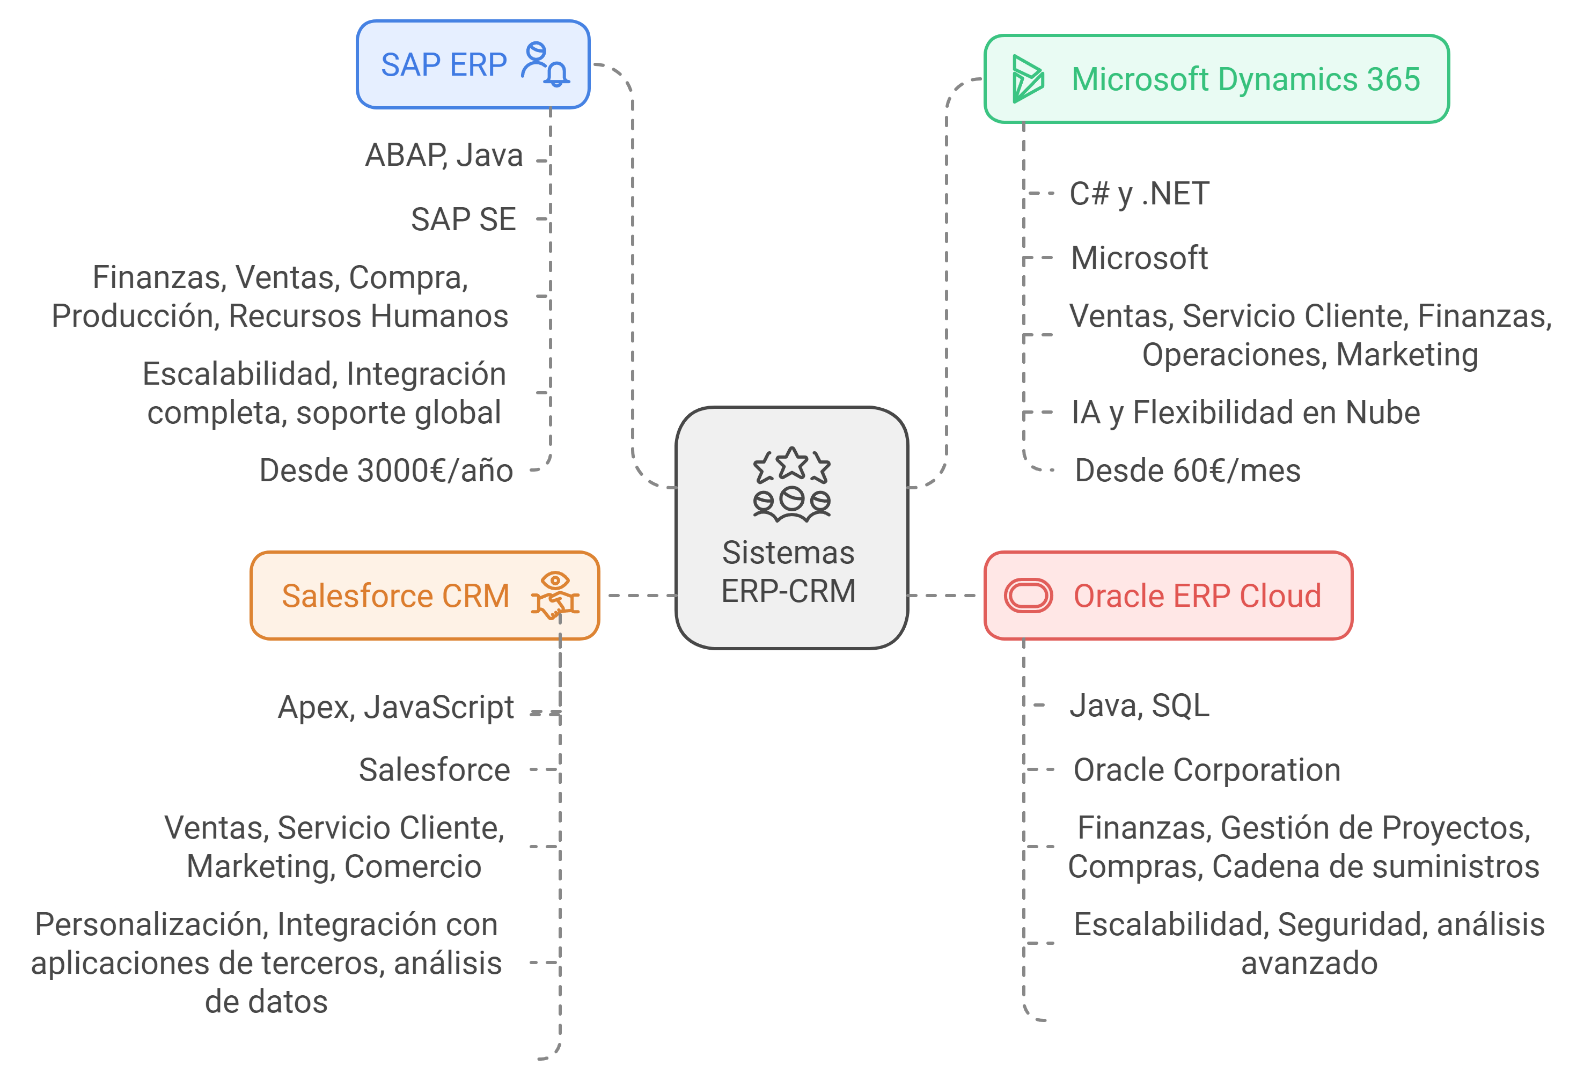 SAP ERP
ABAP, Java
SAP SE
Finanzas, Ventas, Compra,
Producción, Recursos Humanos
Escalabilidad, Integración
completa, soporte global
Desde 3000€/año
Microsoft Dynamics 365
C# y .NET
Microsoft
Ventas, Servicio Cliente, Finanzas,
Operaciones, Marketing
IA y Flexibilidad en Nube
Desde 60€/mes
Sistemas
ERP-CRM
Salesforce CRM
Apex, JavaScript
Salesforce
Ventas, Servicio Cliente,
Marketing, Comercio
Personalización, Integración con
aplicaciones de terceros, análisis
de datos
Oracle ERP Cloud
Java, SQL
Oracle Corporation
Finanzas, Gestión de Proyectos,
Compras, Cadena de suministros
Escalabilidad, Seguridad, análisis
avanzado